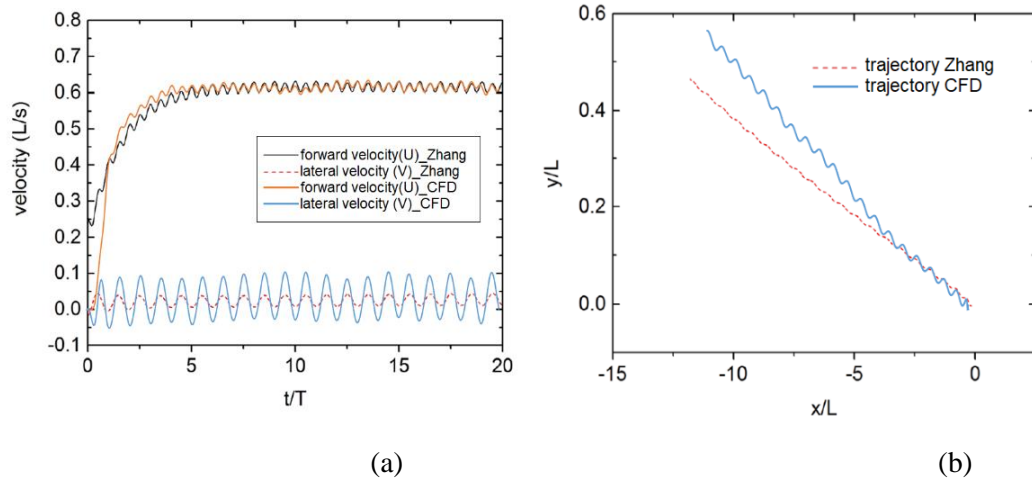 velocity (L/s)
0.8
0.7
0.6
0.5
0.4
0.3
0.2
0.1
0.0
-0.1
forward velocity(U)_Zhang
lateral velocity (V)_Zhang
forward velocity(U)_CFD
lateral velocity (V)_CFD
0
5
10
15
20
t/T
(a)
y/L
0.6
0.4
0.2
0.0
trajectory Zhang
trajectory CFD
-15
-10
-5
0
x/L
(b)